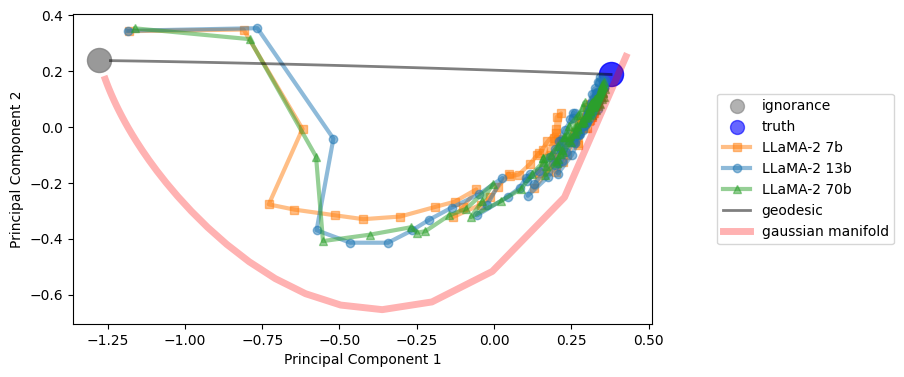 0.4
0.2
0.0
−0.2
−0.4
−0.6
Principal Component 2
−1.25
−1.00
−0.75
−0.50
−0.25
0.00
0.25
0.50
Principal Component 1
ignorance
truth
LLaMA-2 7b
LLaMA-2 13b
LLaMA-2 70b
geodesic
gaussian manifold